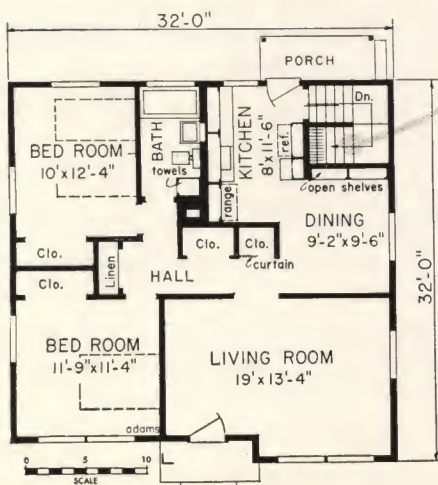 32'-0"
PORCH
BED ROOM
10'x12'-4"
BATH
towels
KITCHEN
8'x11'-6"
Dn.
ref.
range
open shelves
DINING
9'-2"x9'-6"
Clo.
Clo.
Linen
HALL
Clo.
Clo.
curtain
32'-0"
BED ROOM
11'-9"x11'-4"
LIVING ROOM
19'x13'-4"
adams
0 5 10
SCALE